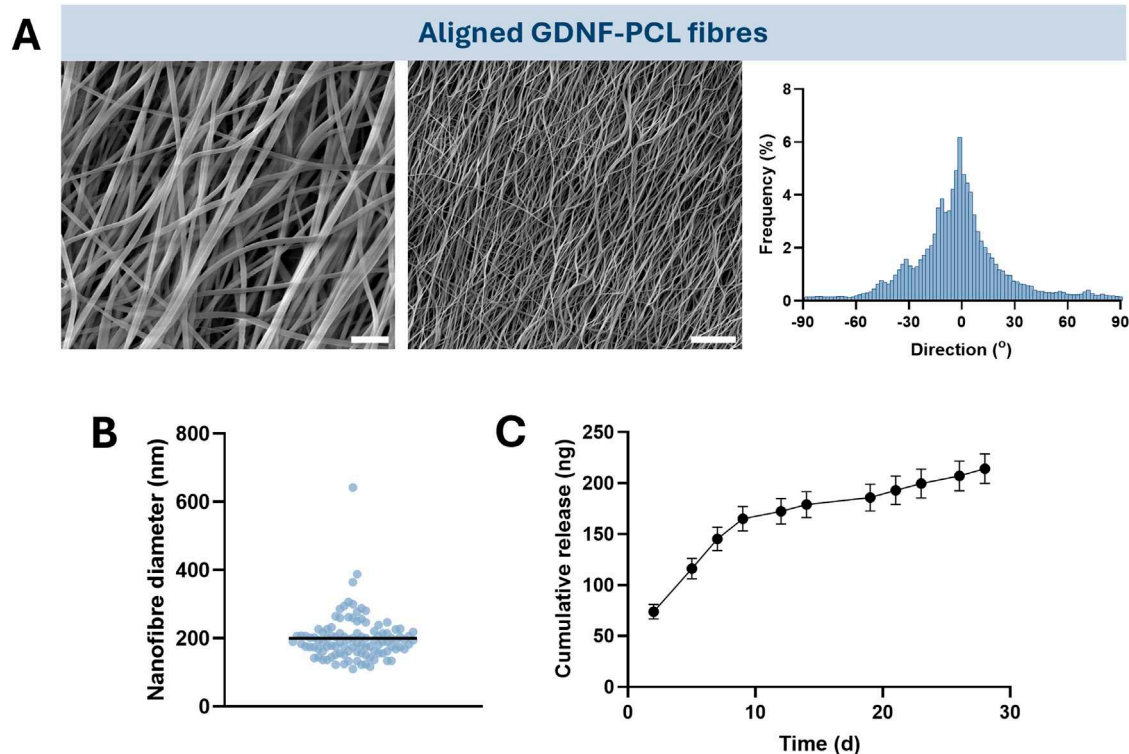 A
Aligned GDNF-PCL fibres
8
6
4
2
0
Frequency (%)
-90 -60 -30 0 30 60 90
Direction (o)
B
800
600
400
200
0
Nanofibre diameter (nm)
C
250
200
150
100
50
0
Cumulative release (ng)
0 10 20 30
Time (d)